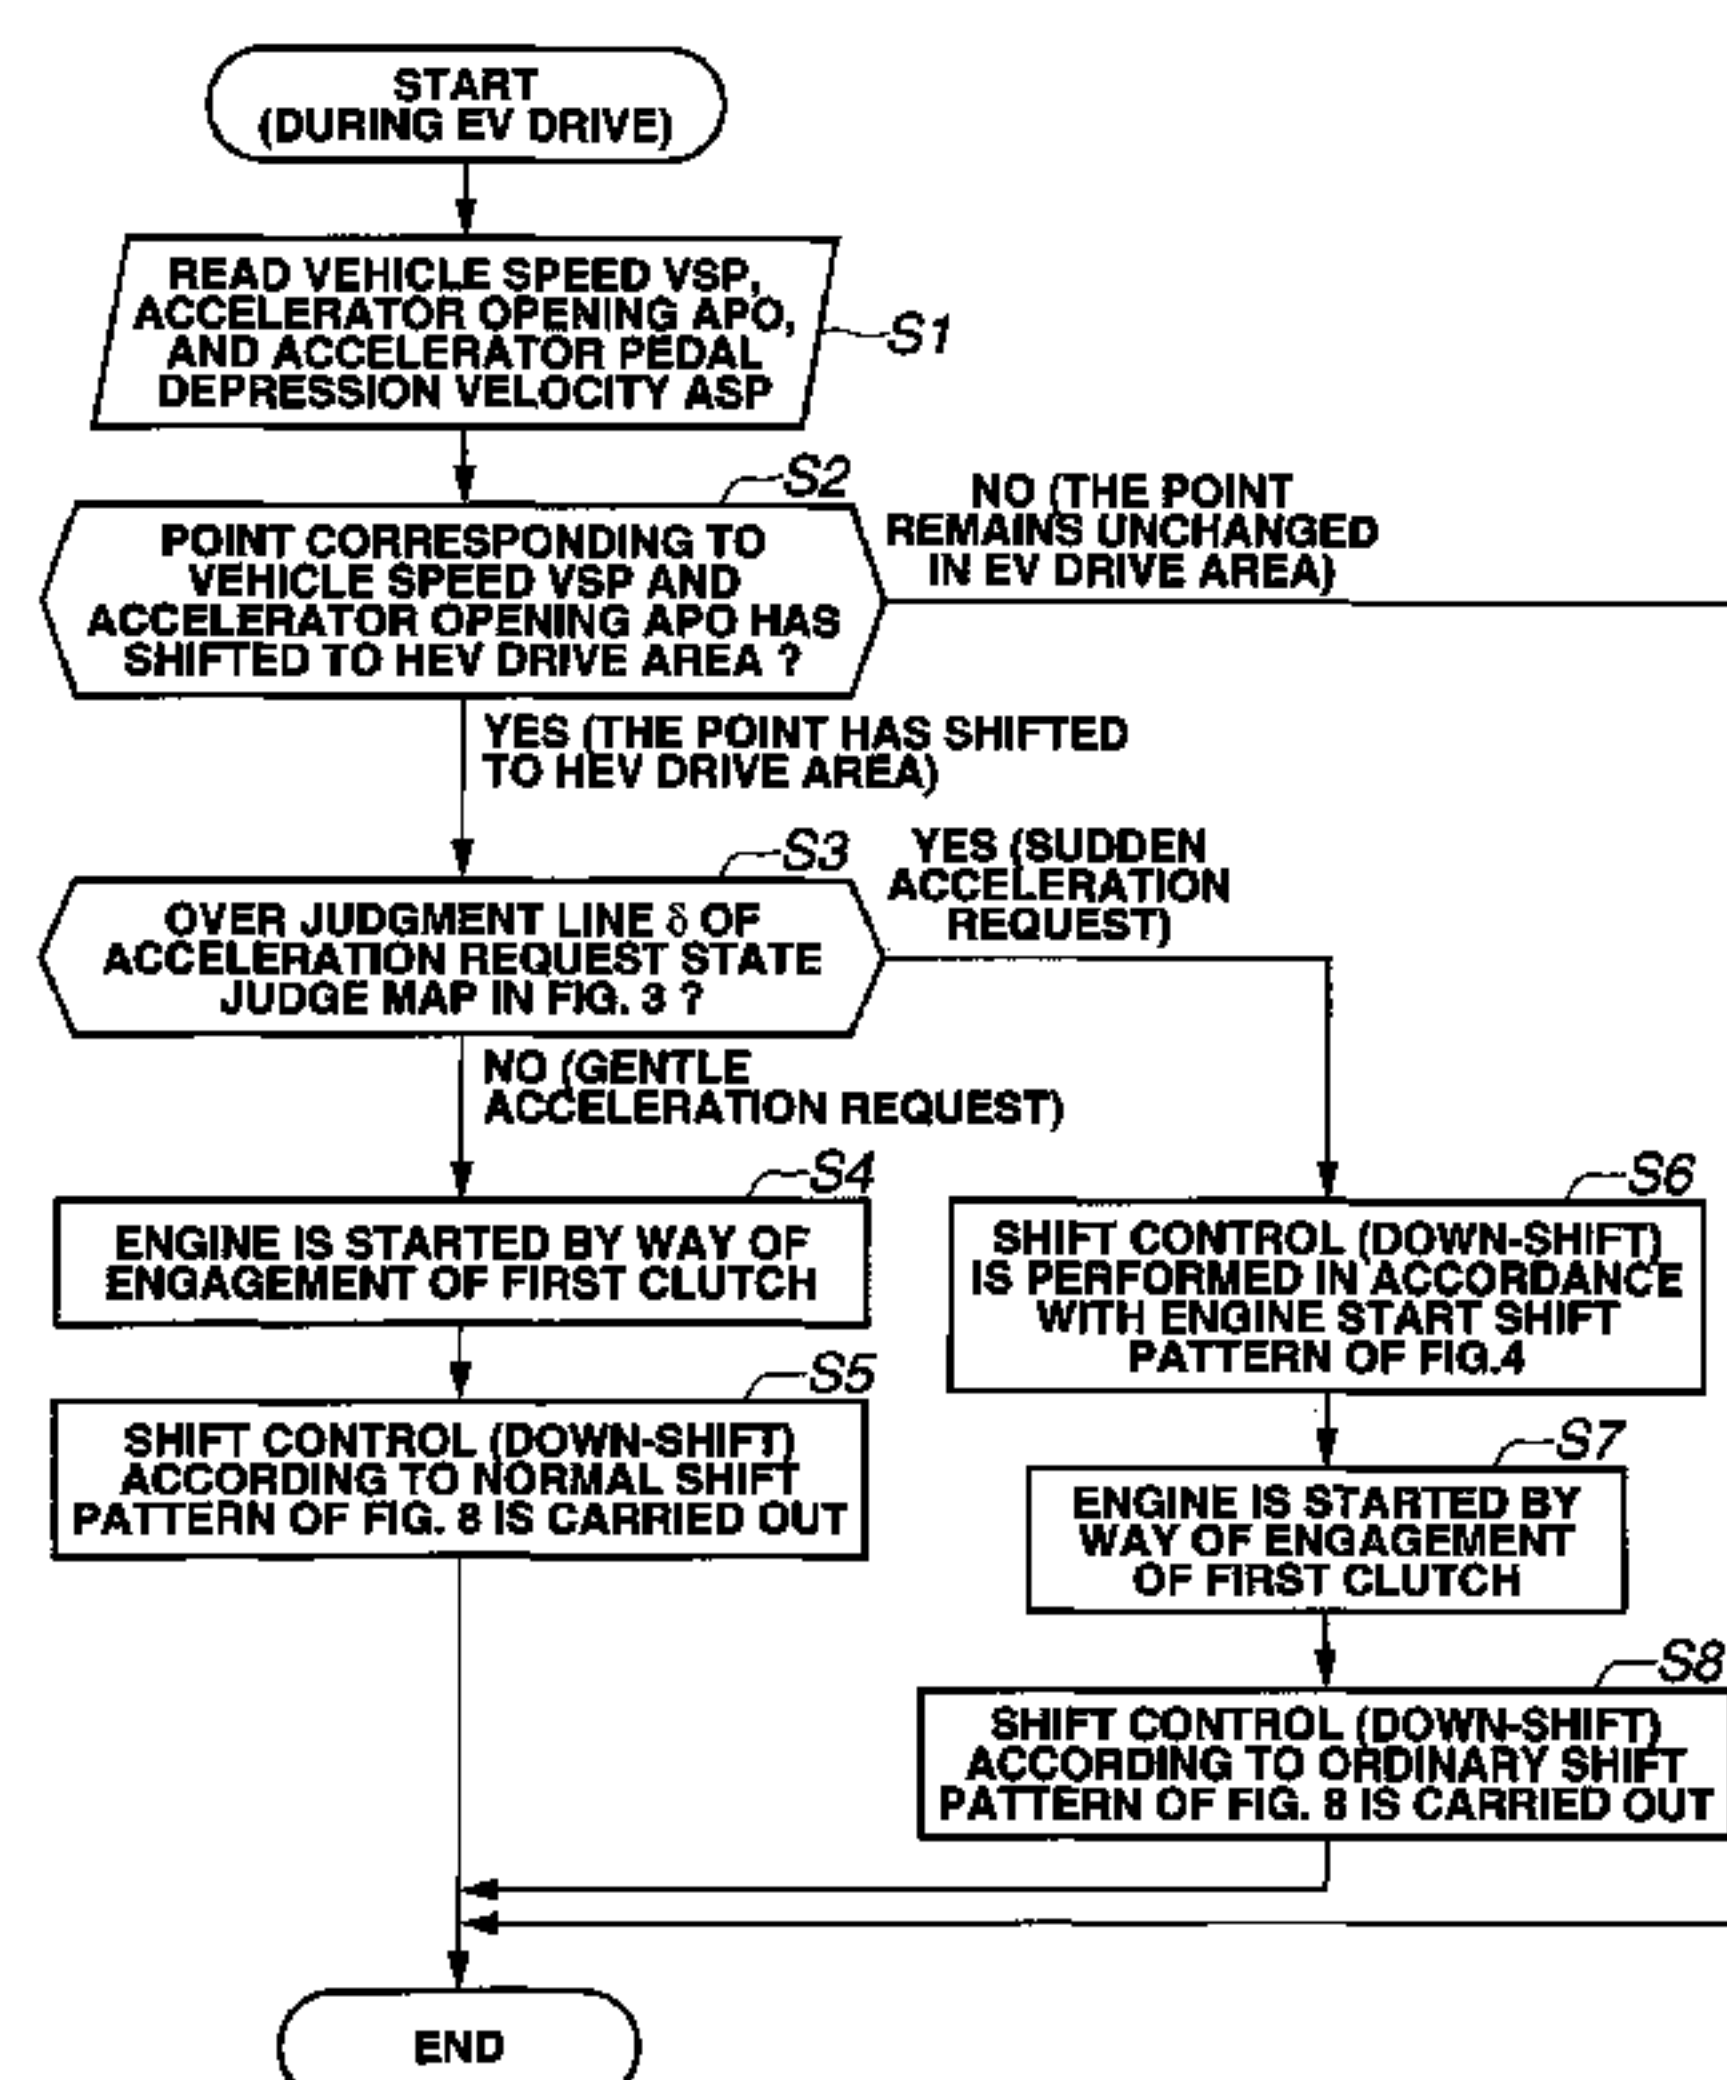 START
(DURING EV DRIVE)
READ VEHICLE SPEED VSP,
ACCELERATOR OPENING APO,
AND ACCELERATOR PEDAL
DEPRESSION VELOCITY ASP
S1
S2
POINT CORRESPONDING TO
VEHICLE SPEED VSP AND
ACCELERATOR OPENING APO HAS
SHIFTED TO HEV DRIVE AREA ?
NO (THE POINT
REMAINS UNCHANGED
IN EV DRIVE AREA)
YES (THE POINT HAS SHIFTED
TO HEV DRIVE AREA)
S3
OVER JUDGMENT LINE δ OF
ACCELERATION REQUEST STATE
JUDGE MAP IN FIG. 3 ?
YES (SUDDEN
ACCELERATION
REQUEST)
NO (GENTLE
ACCELERATION REQUEST)
S4
ENGINE IS STARTED BY WAY OF
ENGAGEMENT OF FIRST CLUTCH
S5
SHIFT CONTROL (DOWN-SHIFT)
ACCORDING TO NORMAL SHIFT
PATTERN OF FIG. 8 IS CARRIED OUT
S6
SHIFT CONTROL (DOWN-SHIFT)
IS PERFORMED IN ACCORDANCE
WITH ENGINE START SHIFT
PATTERN OF FIG.4
S7
ENGINE IS STARTED BY
WAY OF ENGAGEMENT
OF FIRST CLUTCH
S8
SHIFT CONTROL (DOWN-SHIFT)
ACCORDING TO ORDINARY SHIFT
PATTERN OF FIG. 8 IS CARRIED OUT
END